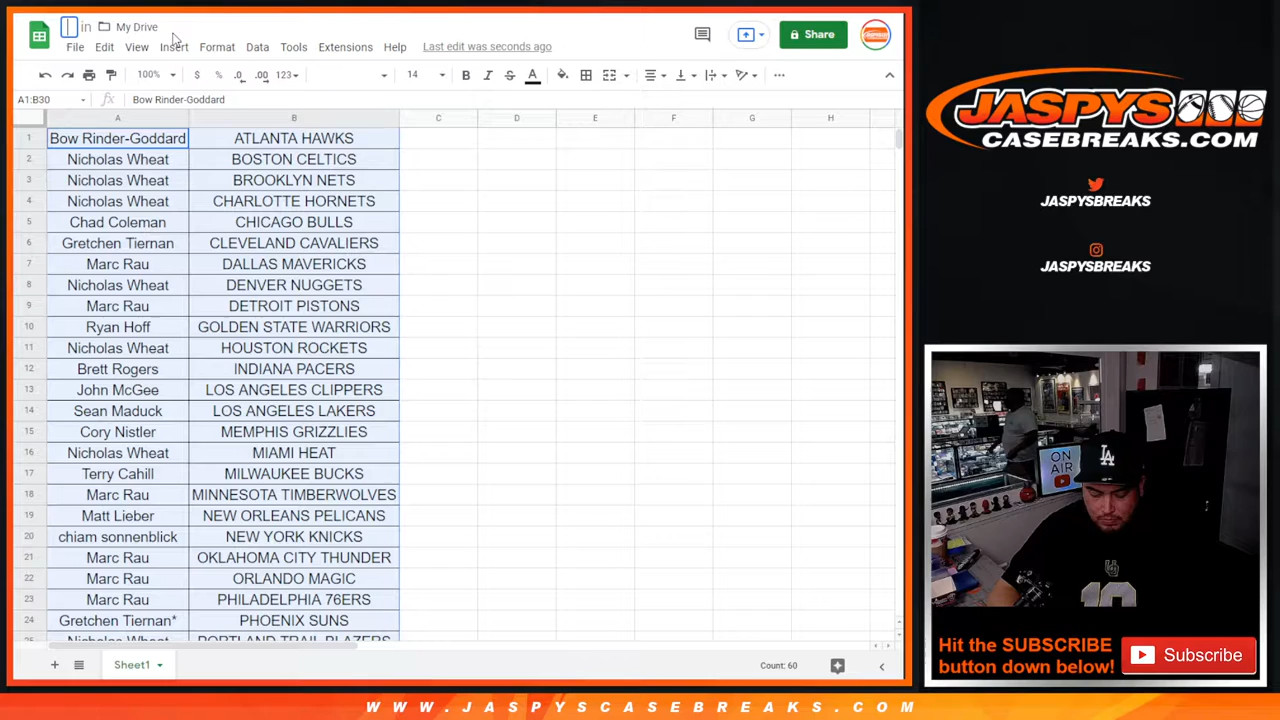 in My Drive
File Edit View Insert Format Data Tools Extensions Help Last edit was seconds ago
Share
100% $ % .0 .00 123 14 B I S A
A1:B30 fx Bow Rinder-Goddard
A B C D E F G H
1 Bow Rinder-Goddard ATLANTA HAWKS
2 Nicholas Wheat BOSTON CELTICS
3 Nicholas Wheat BROOKLYN NETS
4 Nicholas Wheat CHARLOTTE HORNETS
5 Chad Coleman CHICAGO BULLS
6 Gretchen Tiernan CLEVELAND CAVALIERS
7 Marc Rau DALLAS MAVERICKS
8 Nicholas Wheat DENVER NUGGETS
9 Marc Rau DETROIT PISTONS
10 Ryan Hoff GOLDEN STATE WARRIORS
11 Nicholas Wheat HOUSTON ROCKETS
12 Brett Rogers INDIANA PACERS
13 John McGee LOS ANGELES CLIPPERS
14 Sean Maduck LOS ANGELES LAKERS
15 Cory Nistler MEMPHIS GRIZZLIES
16 Nicholas Wheat MIAMI HEAT
17 Terry Cahill MILWAUKEE BUCKS
18 Marc Rau MINNESOTA TIMBERWOLVES
19 Matt Lieber NEW ORLEANS PELICANS
20 chiam sonnenblick NEW YORK KNICKS
21 Marc Rau OKLAHOMA CITY THUNDER
22 Marc Rau ORLANDO MAGIC
23 Marc Rau PHILADELPHIA 76ERS
24 Gretchen Tiernan* PHOENIX SUNS
Nicholas Wheat PORTLAND TRAIL BLAZERS
Sheet1
Count: 60
JASPYS
CASEBREAKS.COM
JASPYSBREAKS
JASPYSBREAKS
ON
AIR
LA
10
Hit the SUBSCRIBE
button down below!
Subscribe
WWW.JASPYSCASEBREAKS.COM